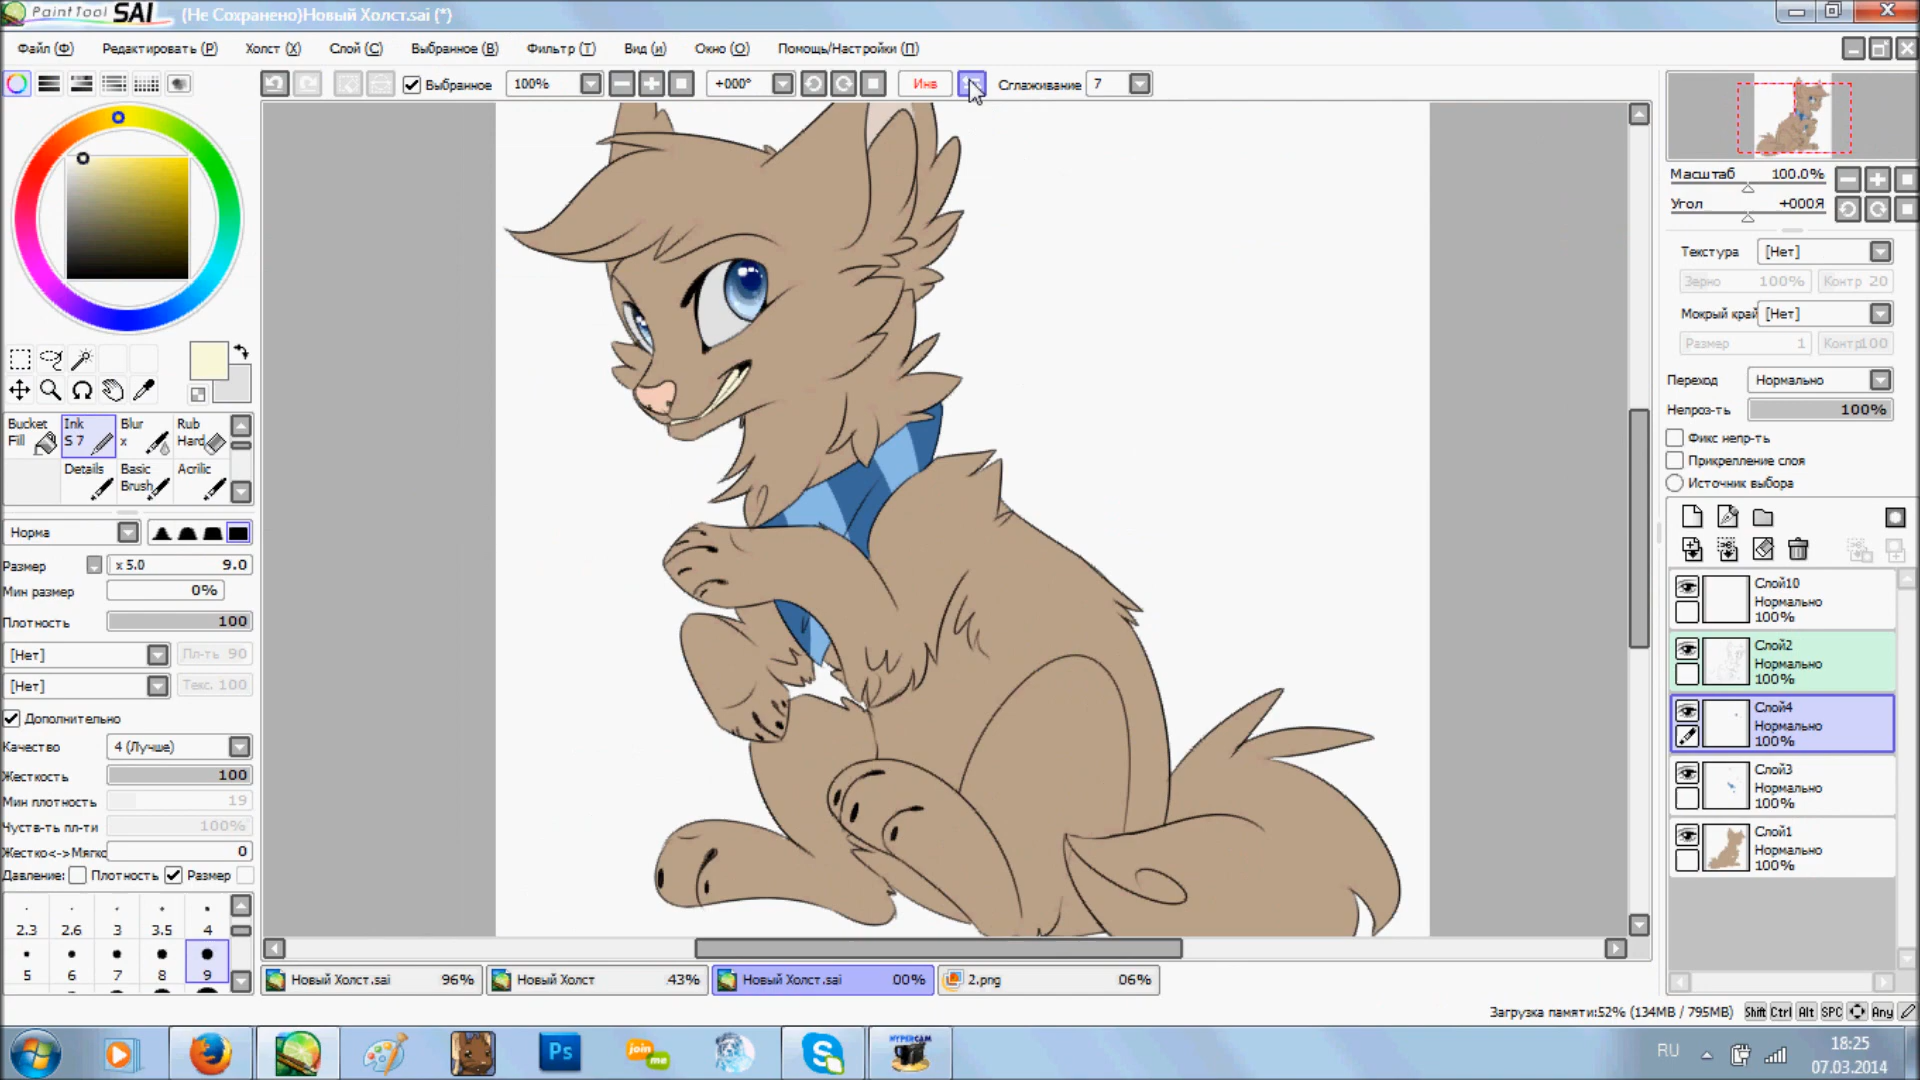 PaintTool SAI (Не Сохранено)Новый Холст.sai (*)
Файл (Ф) Редактировать (Р) Холст (Х) Слой (С) Выбранное (В) Фильтр (Т) Вид (и) Окно (О) Помощь/Настройки (П)
Выбранное 100% +000° Инв Сглаживание 7
Масштаб 100.0%
Угол +000Я
Текстура [Нет]
Зерно 100% Контр 20
Мокрый край [Нет]
Размер 1 Контр100
Переход Нормально
Непроз-ть 100%
Фикс непр-ть
Прикрепление слоя
Источник выбора
Bucket Fill Ink S 7 Blur x Rub Hard
Details Basic Brush Acrilic
Норма
Размер x 5.0 9.0
Мин размер 0%
Плотность 100
[Нет] Пл-ть 90
[Нет] Текс. 100
Дополнительно
Качество 4 (Лучше)
Жесткость 100
Мин плотность 19
Чуств-ть пл-ти 100%
Жестко<->Мягко 0
Давление: Плотность Размер
2.3 2.6 3 3.5 4
5 6 7 8 9
Слой10
Нормально
100%
Слой2
Нормально
100%
Слой4
Нормально
100%
Слой3
Нормально
100%
Слой1
Нормально
100%
Новый Холст.sai 96% Новый Холст 43% Новый Холст.sai 00% 2.png 06%
Загрузка памяти:52% (134MB / 795MB) Shift Ctrl Alt SPC Any
Ps join me S HYPERCAM RU 18:25
07.03.2014